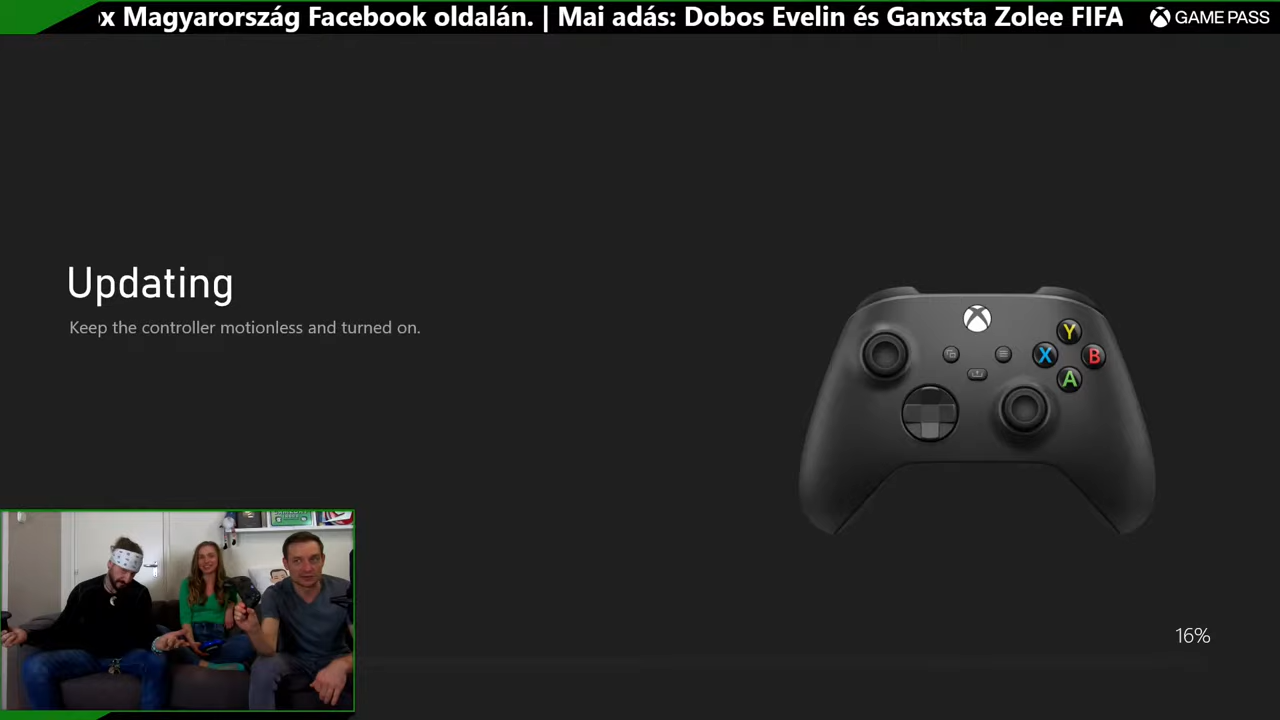 ox Magyarország Facebook oldalán. | Mai adás: Dobos Evelin és Ganxsta Zolee FIFA
GAME PASS
Updating
Keep the controller motionless and turned on.
Y
X
B
A
16%